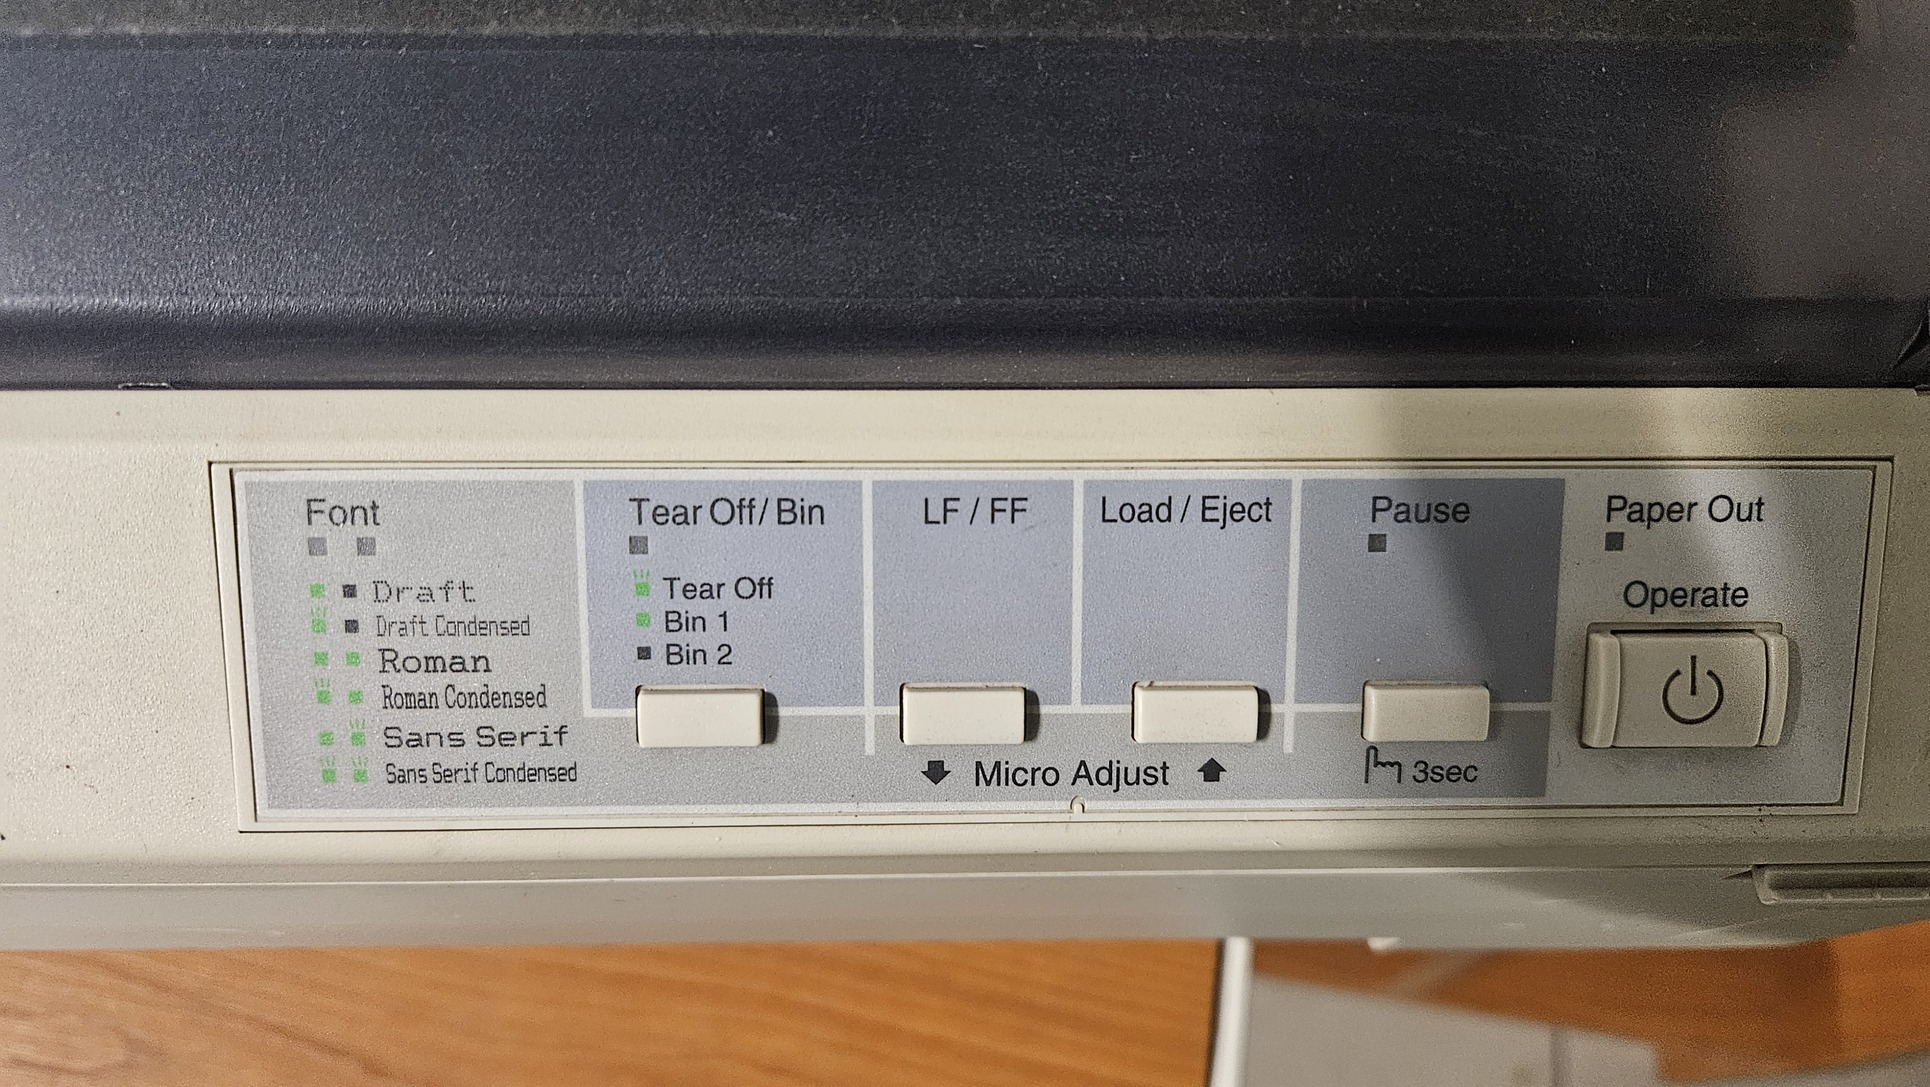 Font
Draft
Draft Condensed
Roman
Roman Condensed
Sans Serif
Sans Serif Condensed
Tear Off/Bin
Tear Off
Bin 1
Bin 2
LF / FF
Load / Eject
Micro Adjust
Pause
3sec
Paper Out
Operate